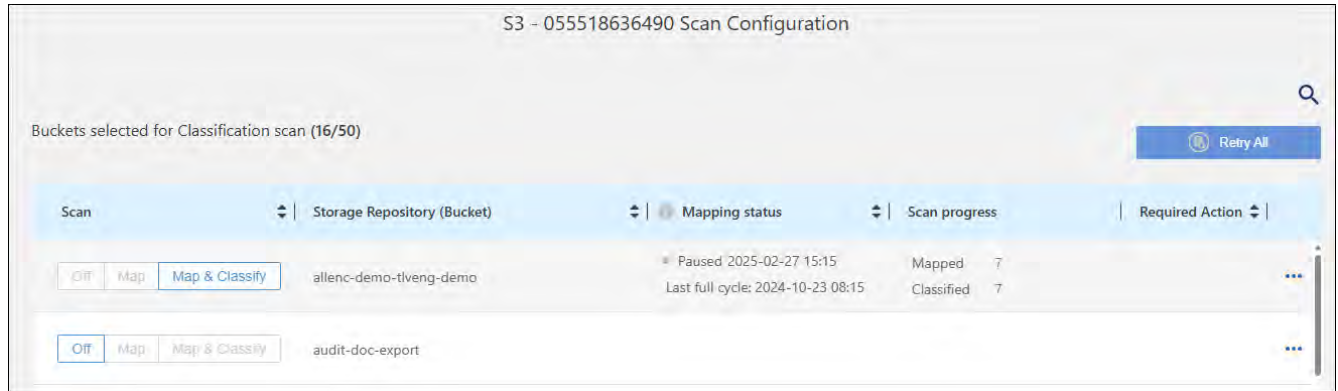 S3 - 055518636490 Scan Configuration
Buckets selected for Classification scan (16/50)
Retry All
Scan Storage Repository (Bucket) Mapping status Scan progress Required Action
Off Map Map & Classify allenc-demo-tlveng-demo Paused 2025-02-27 15:15 Mapped 7
Last full cycle: 2024-10-23 08:15 Classified 7
Off Map Map & Classify audit-doc-export